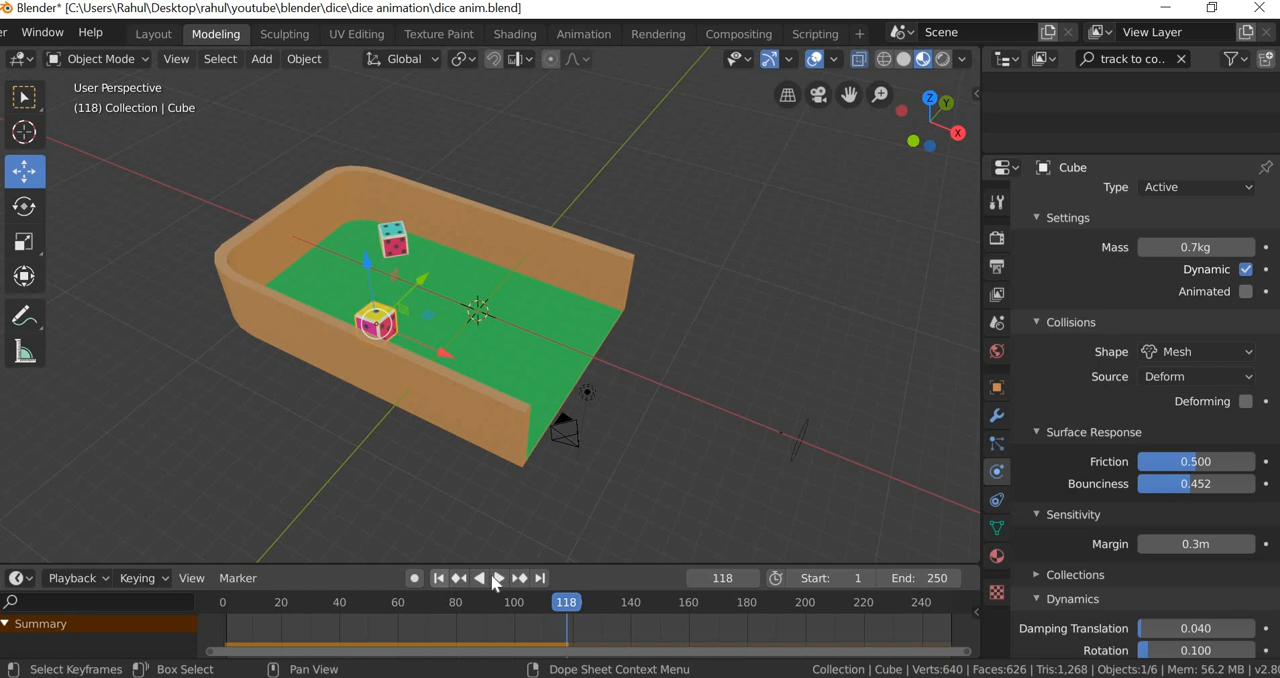 Blender* [C:\Users\Rahul\Desktop\rahul\youtube\blender\dice\dice animation\dice anim.blend]
er Window Help Layout Modeling Sculpting UV Editing Texture Paint Shading Animation Rendering Compositing Scripting + Scene View Layer
Object Mode View Select Add Object Global track to co..
User Perspective
(118) Collection | Cube
Z
Y
X
Cube
Type Active
Settings
Mass 0.7kg
Dynamic
Animated
Collisions
Shape Mesh
Source Deform
Deforming
Surface Response
Friction 0.500
Bounciness 0.452
Sensitivity
Margin 0.3m
Collections
Dynamics
Damping Translation 0.040
Rotation 0.100
Playback Keying View Marker 118 Start: 1 End: 250
0 20 40 60 80 100 118 140 160 180 200 220 240
Summary
Select Keyframes Box Select Pan View Dope Sheet Context Menu Collection | Cube | Verts:640 | Faces:626 | Tris:1,268 | Objects:1/6 | Mem: 56.2 MB | v2.80